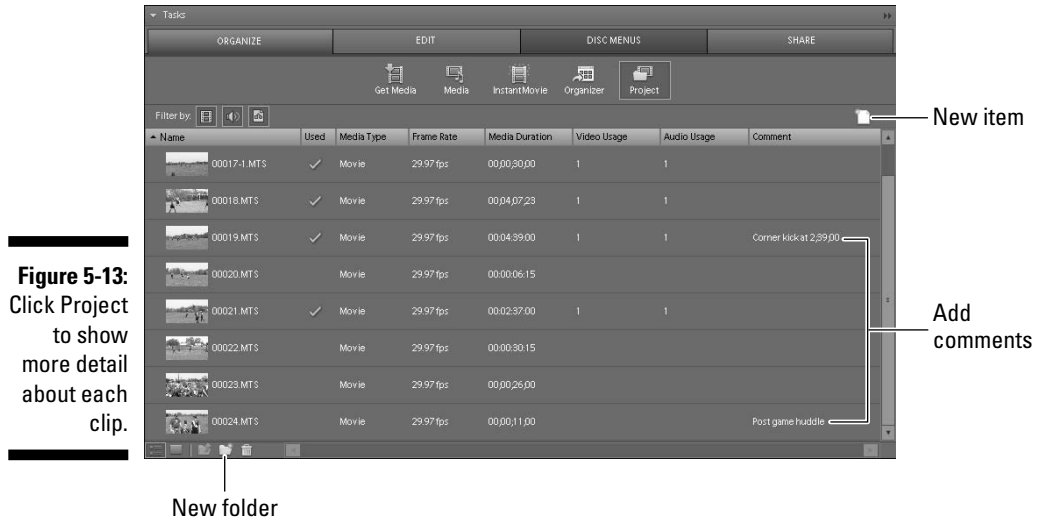 Tasks
ORGANIZE EDIT DISC MENUS SHARE
Get Media Media InstantMovie Organizer Project
Filter by:
New item
Name Used Media Type Frame Rate Media Duration Video Usage Audio Usage Comment
00017-1.MTS Movie 29.97 fps 00;00;30;00 1 1
00018.MTS Movie 29.97 fps 00;04;07;23 1 1
00019.MTS Movie 29.97 fps 00:04:39:00 1 1 Corner kick at 2;39;00
00020.MTS Movie 29.97 fps 00:00:06:15
00021.MTS Movie 29.97 fps 00:02:37:00 1 1
00022.MTS Movie 29.97 fps 00:00:30:15
00023.MTS Movie 29.97 fps 00;00;26;00
00024.MTS Movie 29.97 fps 00;00;11;00 Post game huddle
Add
comments
New folder
Figure 5-13:
Click Project
to show
more detail
about each
clip.